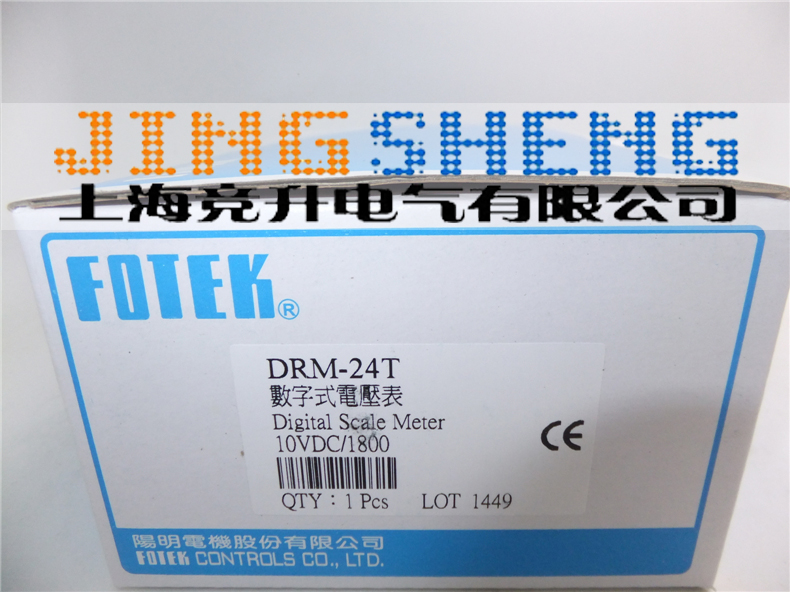 JINGSHENG
上海竞升电气有限公司
FOTEK®
DRM-24T
數字式電壓表
Digital Scale Meter
10VDC/1800
CE
QTY：1 Pcs LOT 1449
陽明電機股份有限公司
FOTEK CONTROLS CO., LTD.